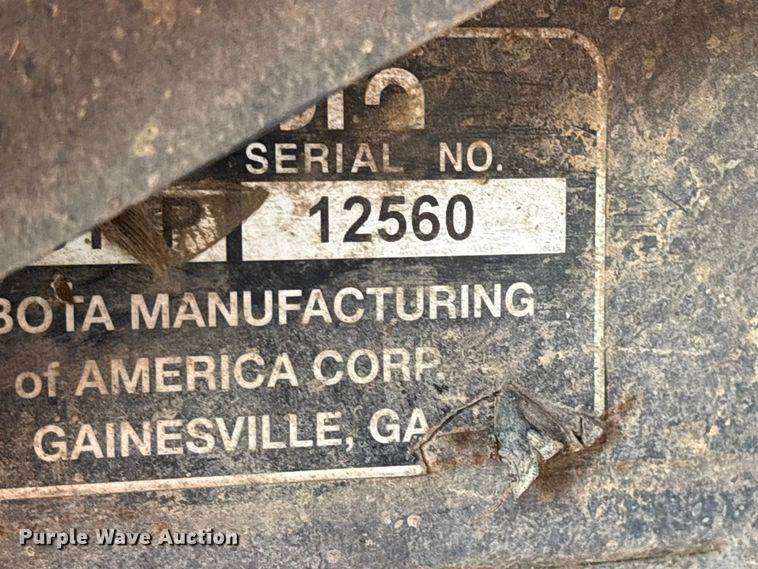 SERIAL NO.
P 12560
BOTA MANUFACTURING
of AMERICA CORP.
GAINESVILLE, GA
Purple Wave Auction